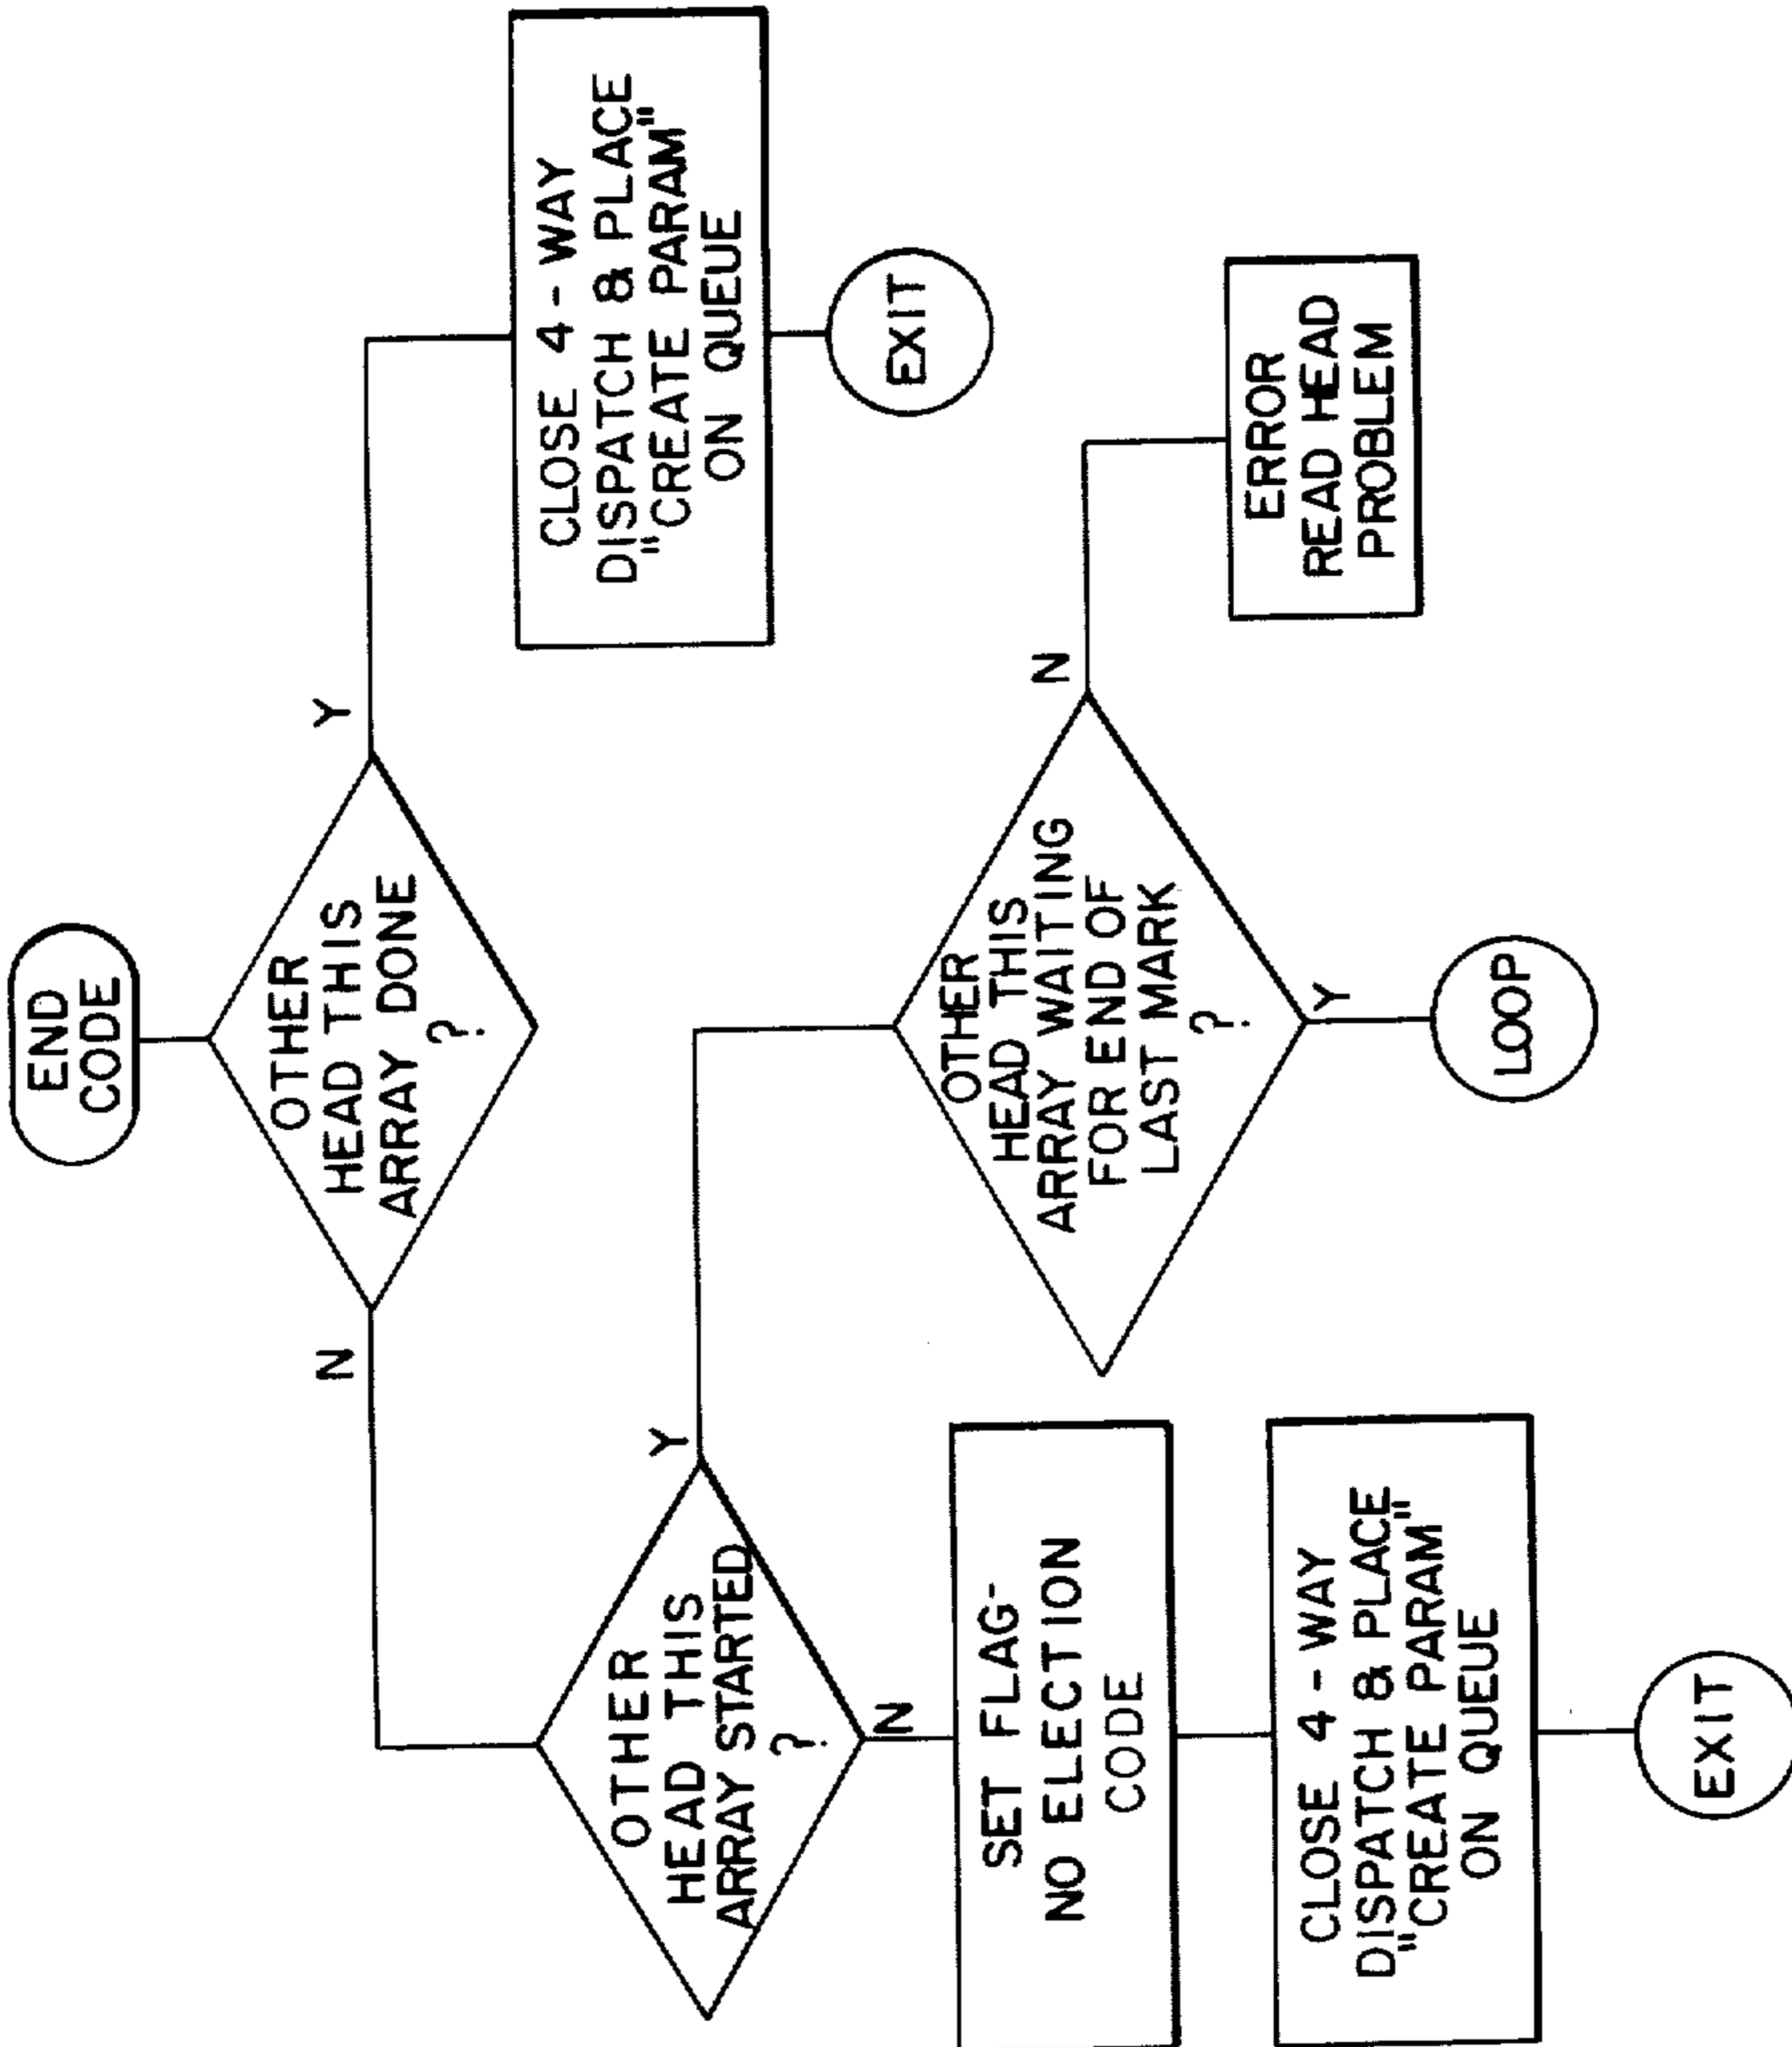 END
CODE
OTHER
HEAD THIS
ARRAY DONE
?
N
Y
CLOSE 4-WAY
DISPATCH & PLACE
"CREATE PARAM"
ON QUEUE
EXIT
OTHER
HEAD THIS
ARRAY STARTED
?
Y
N
OTHER
HEAD THIS
ARRAY WAITING
FOR END OF
LAST MARK
?
N
Y
ERROR
READ HEAD
PROBLEM
LOOP
SET FLAG-
NO ELECTION
CODE
CLOSE 4-WAY
DISPATCH & PLACE
"CREATE PARAM"
ON QUEUE
EXIT